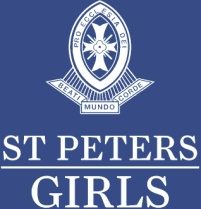 PRO ECCLESIA DEI
BEATI MUNDO CORDE
ST PETERS
GIRLS